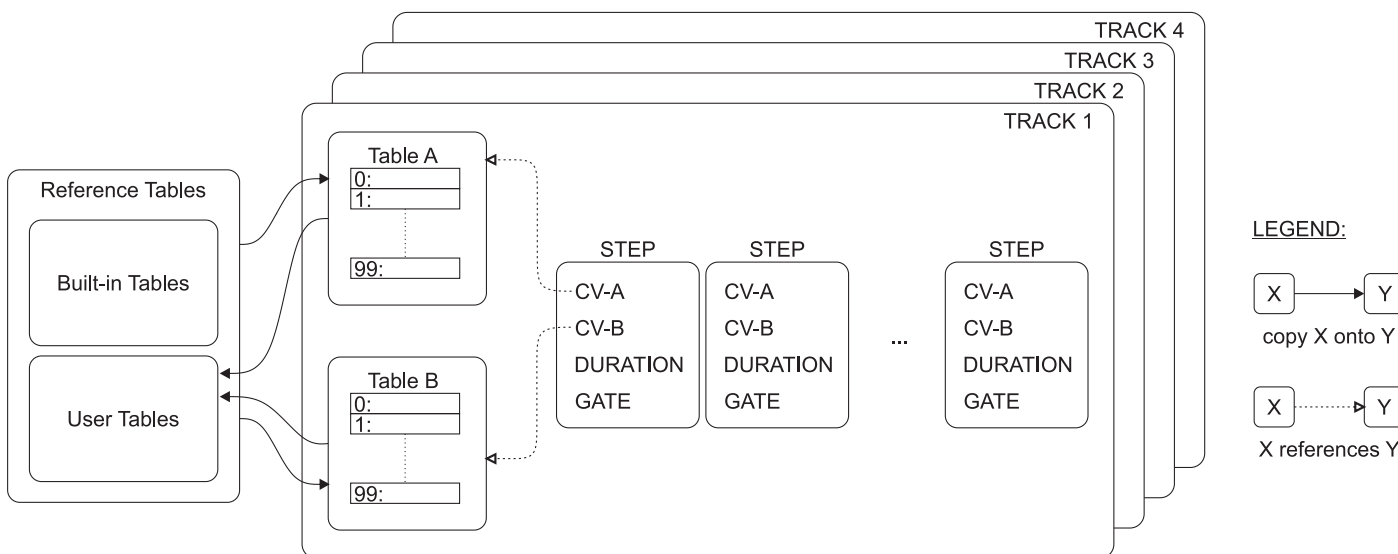 TRACK 4
TRACK 3
TRACK 2
TRACK 1
Reference Tables
Built-in Tables
User Tables
Table A
0:
1:
99:
Table B
0:
1:
99:
STEP
CV-A
CV-B
DURATION
GATE
STEP
CV-A
CV-B
DURATION
GATE
...
STEP
CV-A
CV-B
DURATION
GATE
LEGEND:
X Y
copy X onto Y
X Y
X references Y